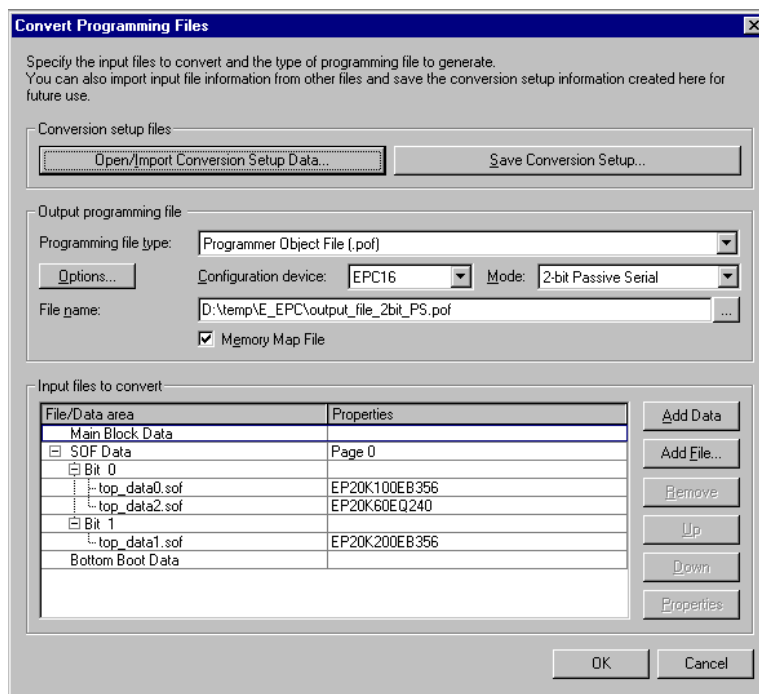 Convert Programming Files
Specify the input files to convert and the type of programming file to generate.
You can also import input file information from other files and save the conversion setup information created here for
future use.
Conversion setup files
Open/Import Conversion Setup Data... Save Conversion Setup...
Output programming file
Programming file type: Programmer Object File (.pof)
Options... Configuration device: EPC16 Mode: 2-bit Passive Serial
File name: D:\temp\E_EPC\output_file_2bit_PS.pof ...
Memory Map File
Input files to convert
File/Data area Properties Add Data
Main Block Data
SOF Data Page 0 Add File...
Bit 0
top_data0.sof EP20K100EB356 Remove
top_data2.sof EP20K60EQ240
Bit 1 Up
top_data1.sof EP20K200EB356
Bottom Boot Data Down
Properties
OK Cancel